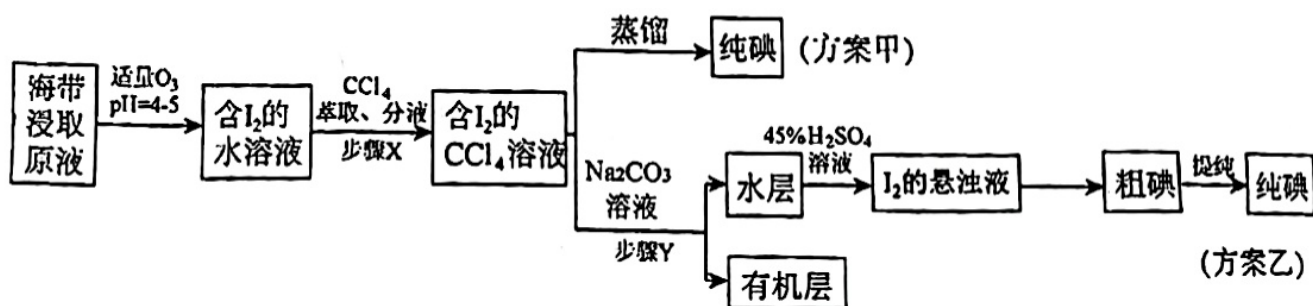 海带
浸取
原液
适量O₃
pH=4-5
含I₂的
水溶液
CCl₄
萃取、分液
步骤X
含I₂的
CCl₄溶液
蒸馏
纯碘 (方案甲)
Na₂CO₃
溶液
步骤Y
水层
有机层
45%H₂SO₄
溶液
I₂的悬浊液
粗碘
提纯
纯碘
(方案乙)